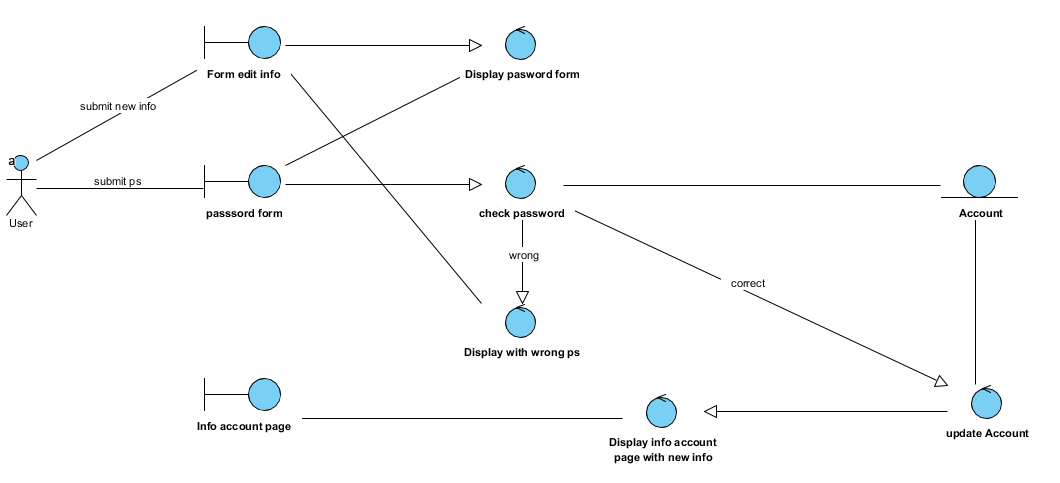 Form edit info
Display pasword form
submit new info
a
submit ps
User
passsord form
check password
Account
wrong
correct
Display with wrong ps
Info account page
Display info account
page with new info
update Account